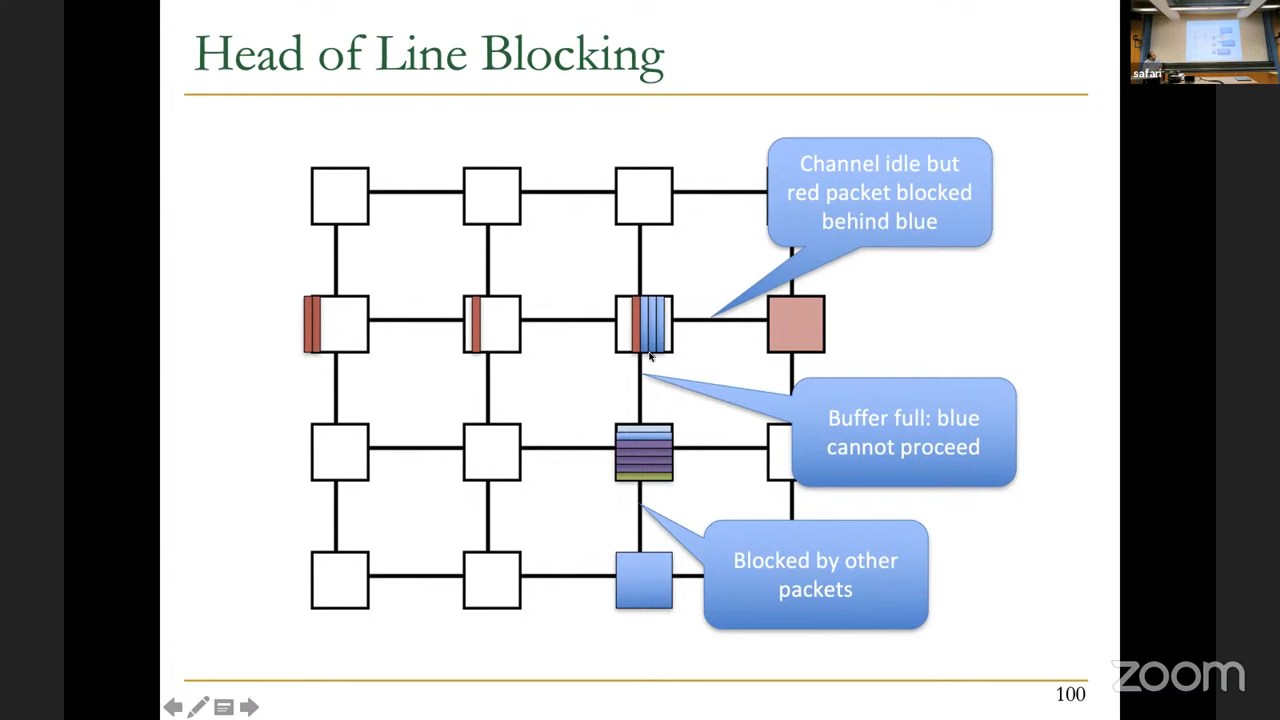 Head of Line Blocking
safari
Channel idle but
red packet blocked
behind blue
Buffer full: blue
cannot proceed
Blocked by other
packets
zoom
100